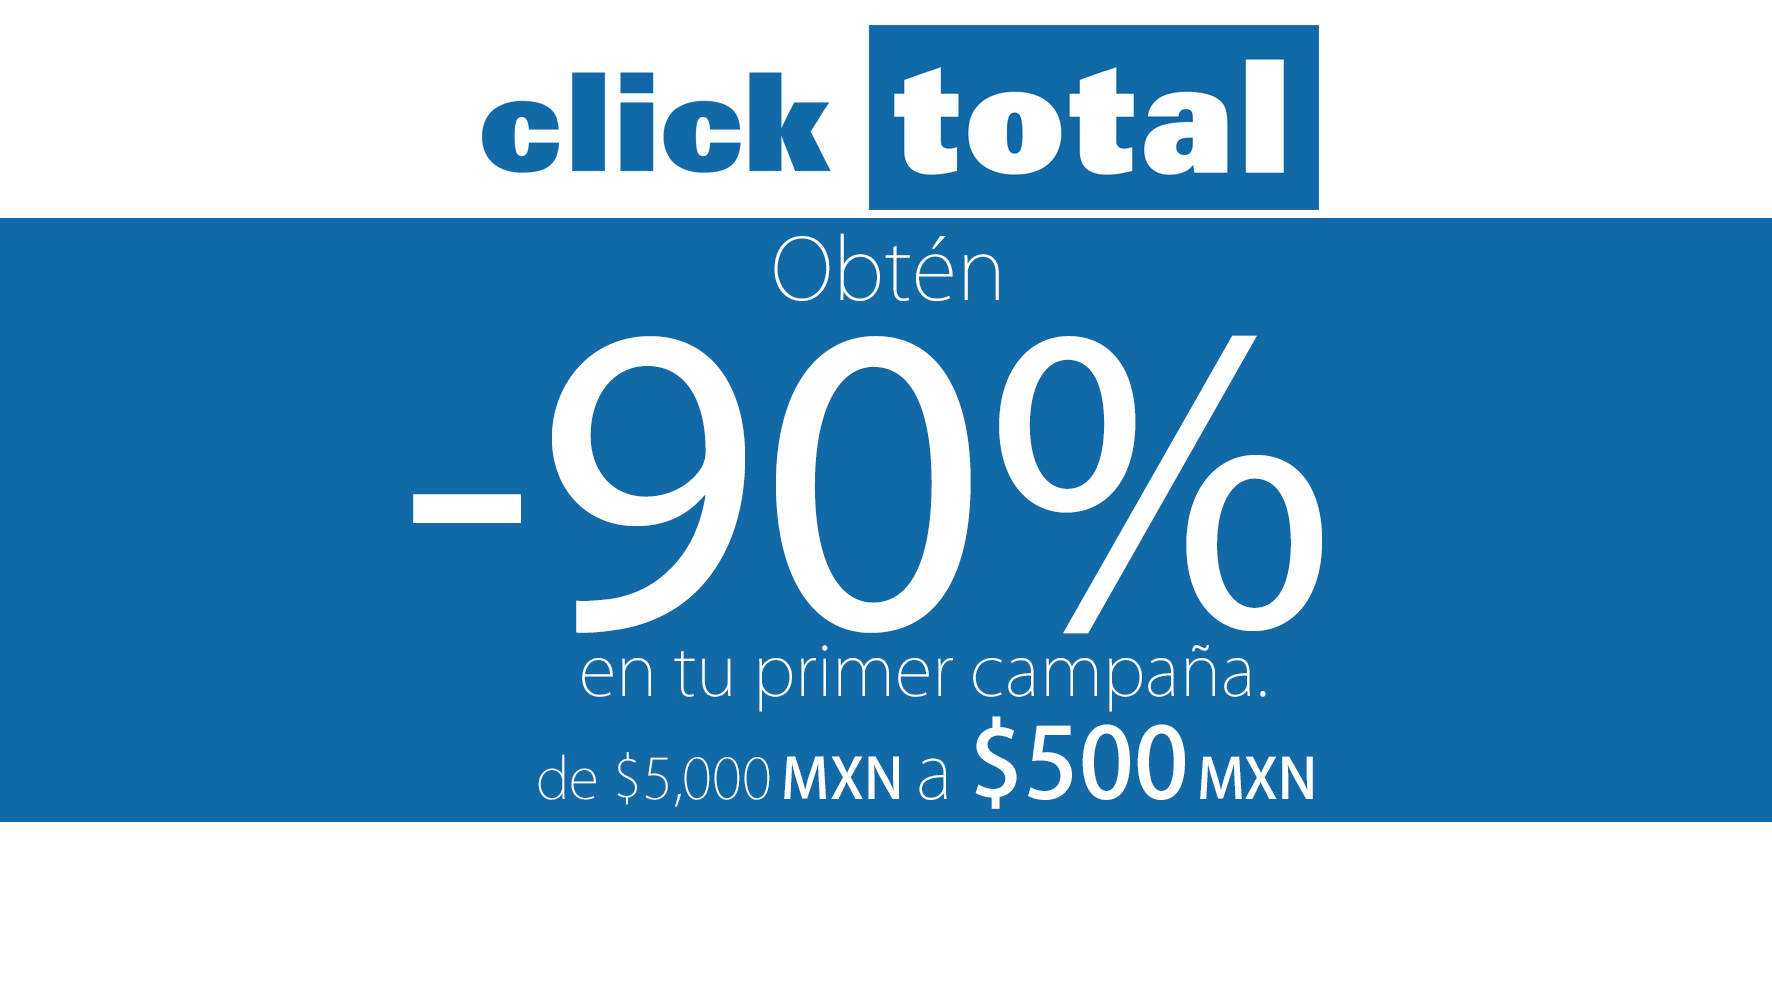 click total
Obtén
-90%
en tu primer campaña.
de $5,000 MXN a $500 MXN